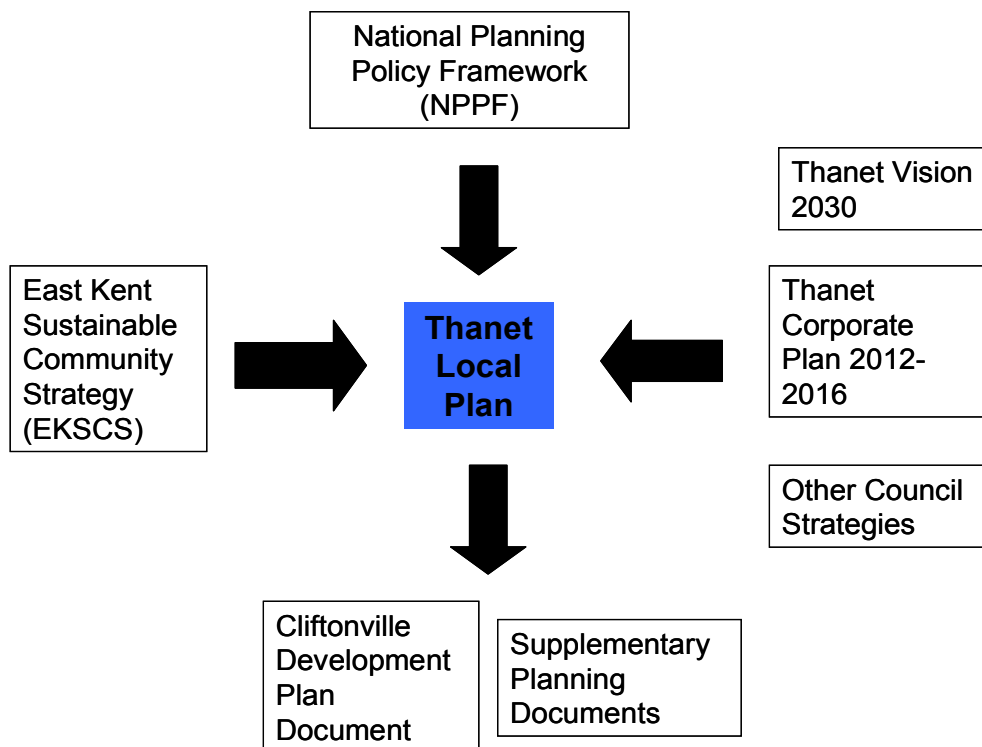 National Planning
Policy Framework
(NPPF)
Thanet Vision
2030
East Kent
Sustainable
Community
Strategy
(EKSCS)
Thanet
Local
Plan
Thanet
Corporate
Plan 2012-
2016
Other Council
Strategies
Cliftonville
Development
Plan
Document
Supplementary
Planning
Documents